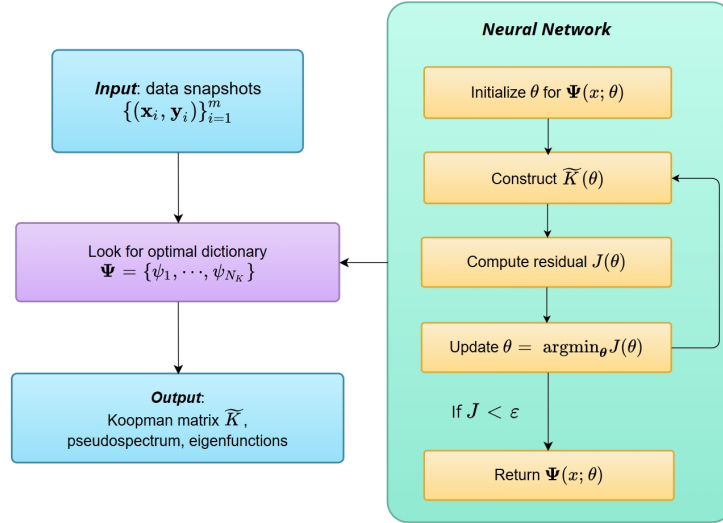 Input: data snapshots
{(𝐱ᵢ, 𝐲ᵢ)}ᵢ₌₁ᵐ
Look for optimal dictionary
𝚿 = {ψ₁, ⋯, ψ_{N_K}}
Output:
Koopman matrix K̃,
pseudospectrum, eigenfunctions
Neural Network
Initialize θ for 𝚿(x; θ)
Construct K̃(θ)
Compute residual J(θ)
Update θ = argmin_𝛉 J(θ)
If J < ε
Return 𝚿(x; θ)